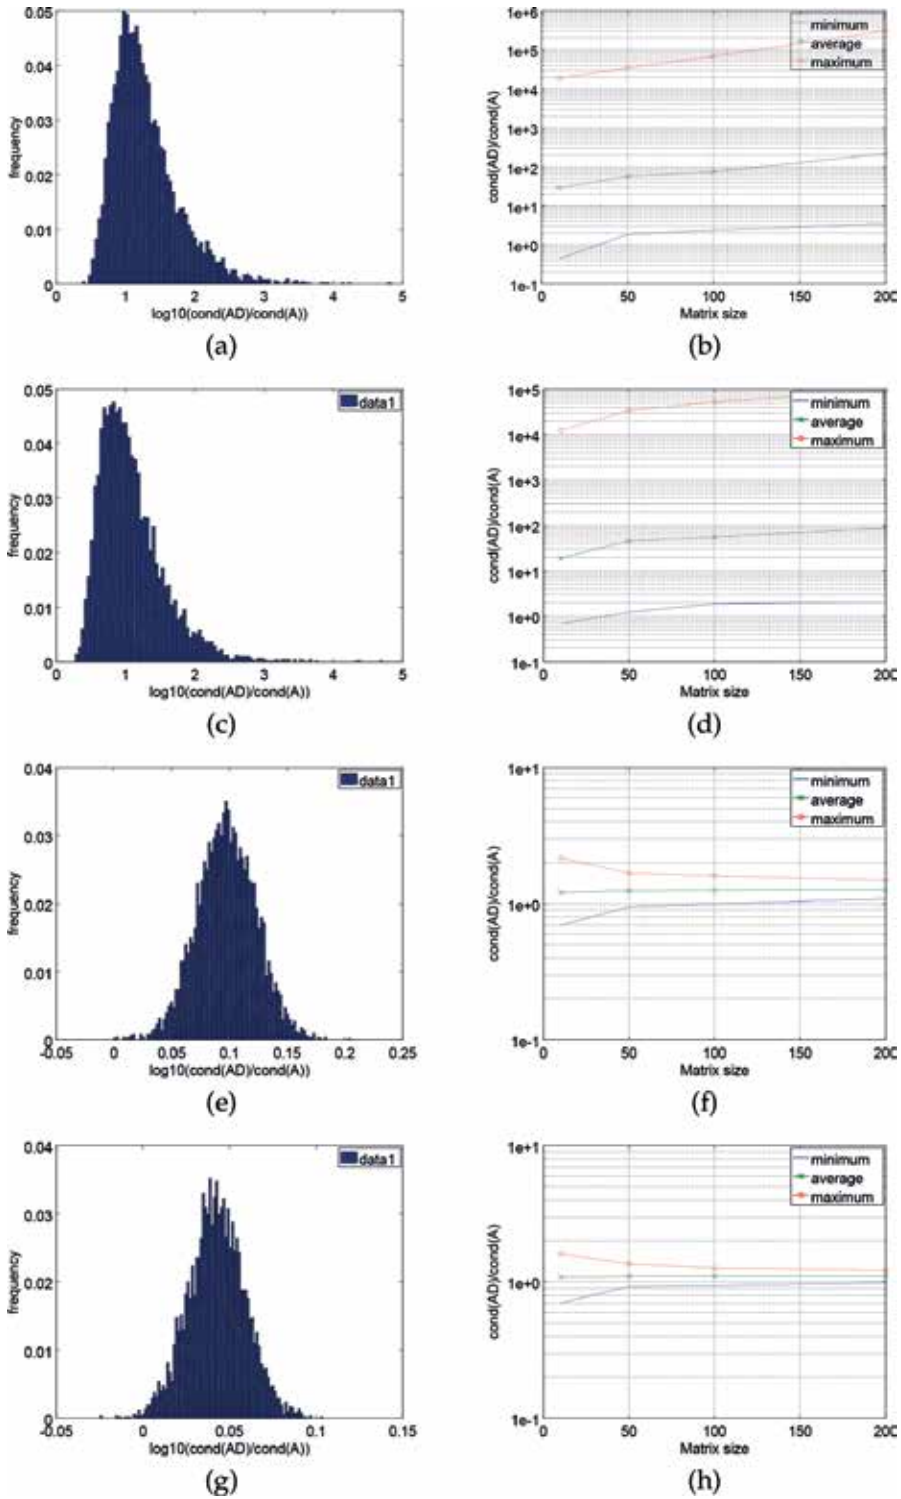 0.05
0.04
0.03
0.02
0.01
0
frequency
1 2 3 4 5
log10(cond(AD)/cond(A))
(a)
1e+6
1e+5
1e+4
1e+3
1e+2
1e+1
1e+0
1e-1
cond(AD)/cond(A)
minimum
average
maximum
0 50 100 150 200
Matrix size
(b)
0.05
0.04
0.03
0.02
0.01
0
frequency
data1
0 1 2 3 4 5
log10(cond(AD)/cond(A))
(c)
1e+5
1e+4
1e+3
1e+2
1e+1
1e+0
1e-1
cond(AD)/cond(A)
minimum
average
maximum
0 50 100 150 200
Matrix size
(d)
0.04
0.03
0.02
0.01
0
frequency
data1
-0.05 0 0.05 0.1 0.15 0.2 0.25
log10(cond(AD)/cond(A))
(e)
1e+1
1e+0
1e-1
cond(AD)/cond(A)
minimum
average
maximum
0 50 100 150 200
Matrix size
(f)
0.04
0.03
0.02
0.01
0
frequency
data1
-0.05 0 0.05 0.1 0.15
log10(cond(AD)/cond(A))
(g)
1e+1
1e+0
1e-1
cond(AD)/cond(A)
minimum
average
maximum
0 50 100 150 200
Matrix size
(h)